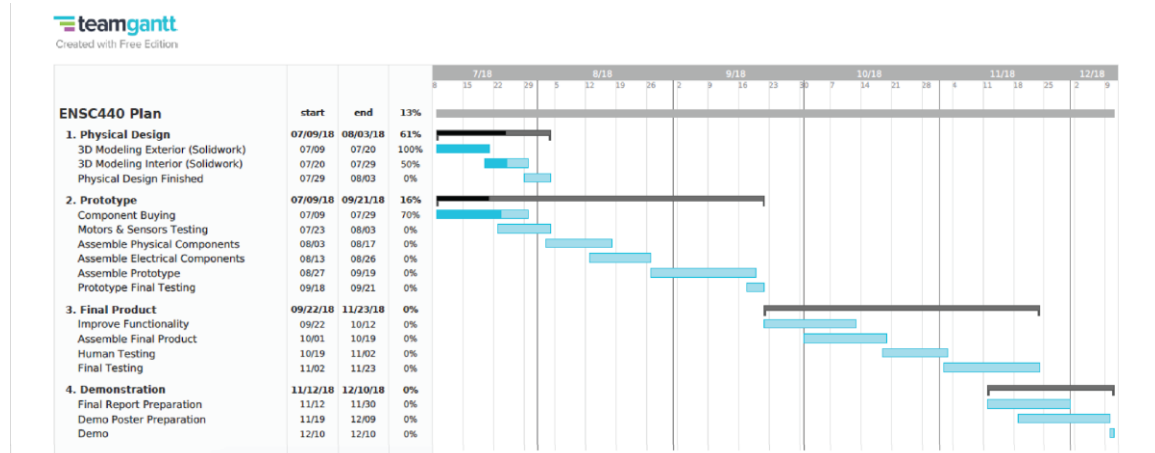 teamgantt
Created with Free Edition
7/18 8/18 9/18 10/18 11/18 12/18
8 15 22 29 5 12 19 26 2 9 16 23 30 7 14 21 28 4 11 18 25 2 9
ENSC440 Plan start end 13%
1. Physical Design 07/09/18 08/03/18 61%
3D Modeling Exterior (Solidwork) 07/09 07/20 100%
3D Modeling Interior (Solidwork) 07/20 07/29 50%
Physical Design Finished 07/29 08/03 0%
2. Prototype 07/09/18 09/21/18 16%
Component Buying 07/09 07/29 70%
Motors & Sensors Testing 07/23 08/03 0%
Assemble Physical Components 08/03 08/17 0%
Assemble Electrical Components 08/13 08/26 0%
Assemble Prototype 08/27 09/19 0%
Prototype Final Testing 09/18 09/21 0%
3. Final Product 09/22/18 11/23/18 0%
Improve Functionality 09/22 10/12 0%
Assemble Final Product 10/01 10/19 0%
Human Testing 10/19 11/02 0%
Final Testing 11/02 11/23 0%
4. Demonstration 11/12/18 12/10/18 0%
Final Report Preparation 11/12 11/30 0%
Demo Poster Preparation 11/19 12/09 0%
Demo 12/10 12/10 0%